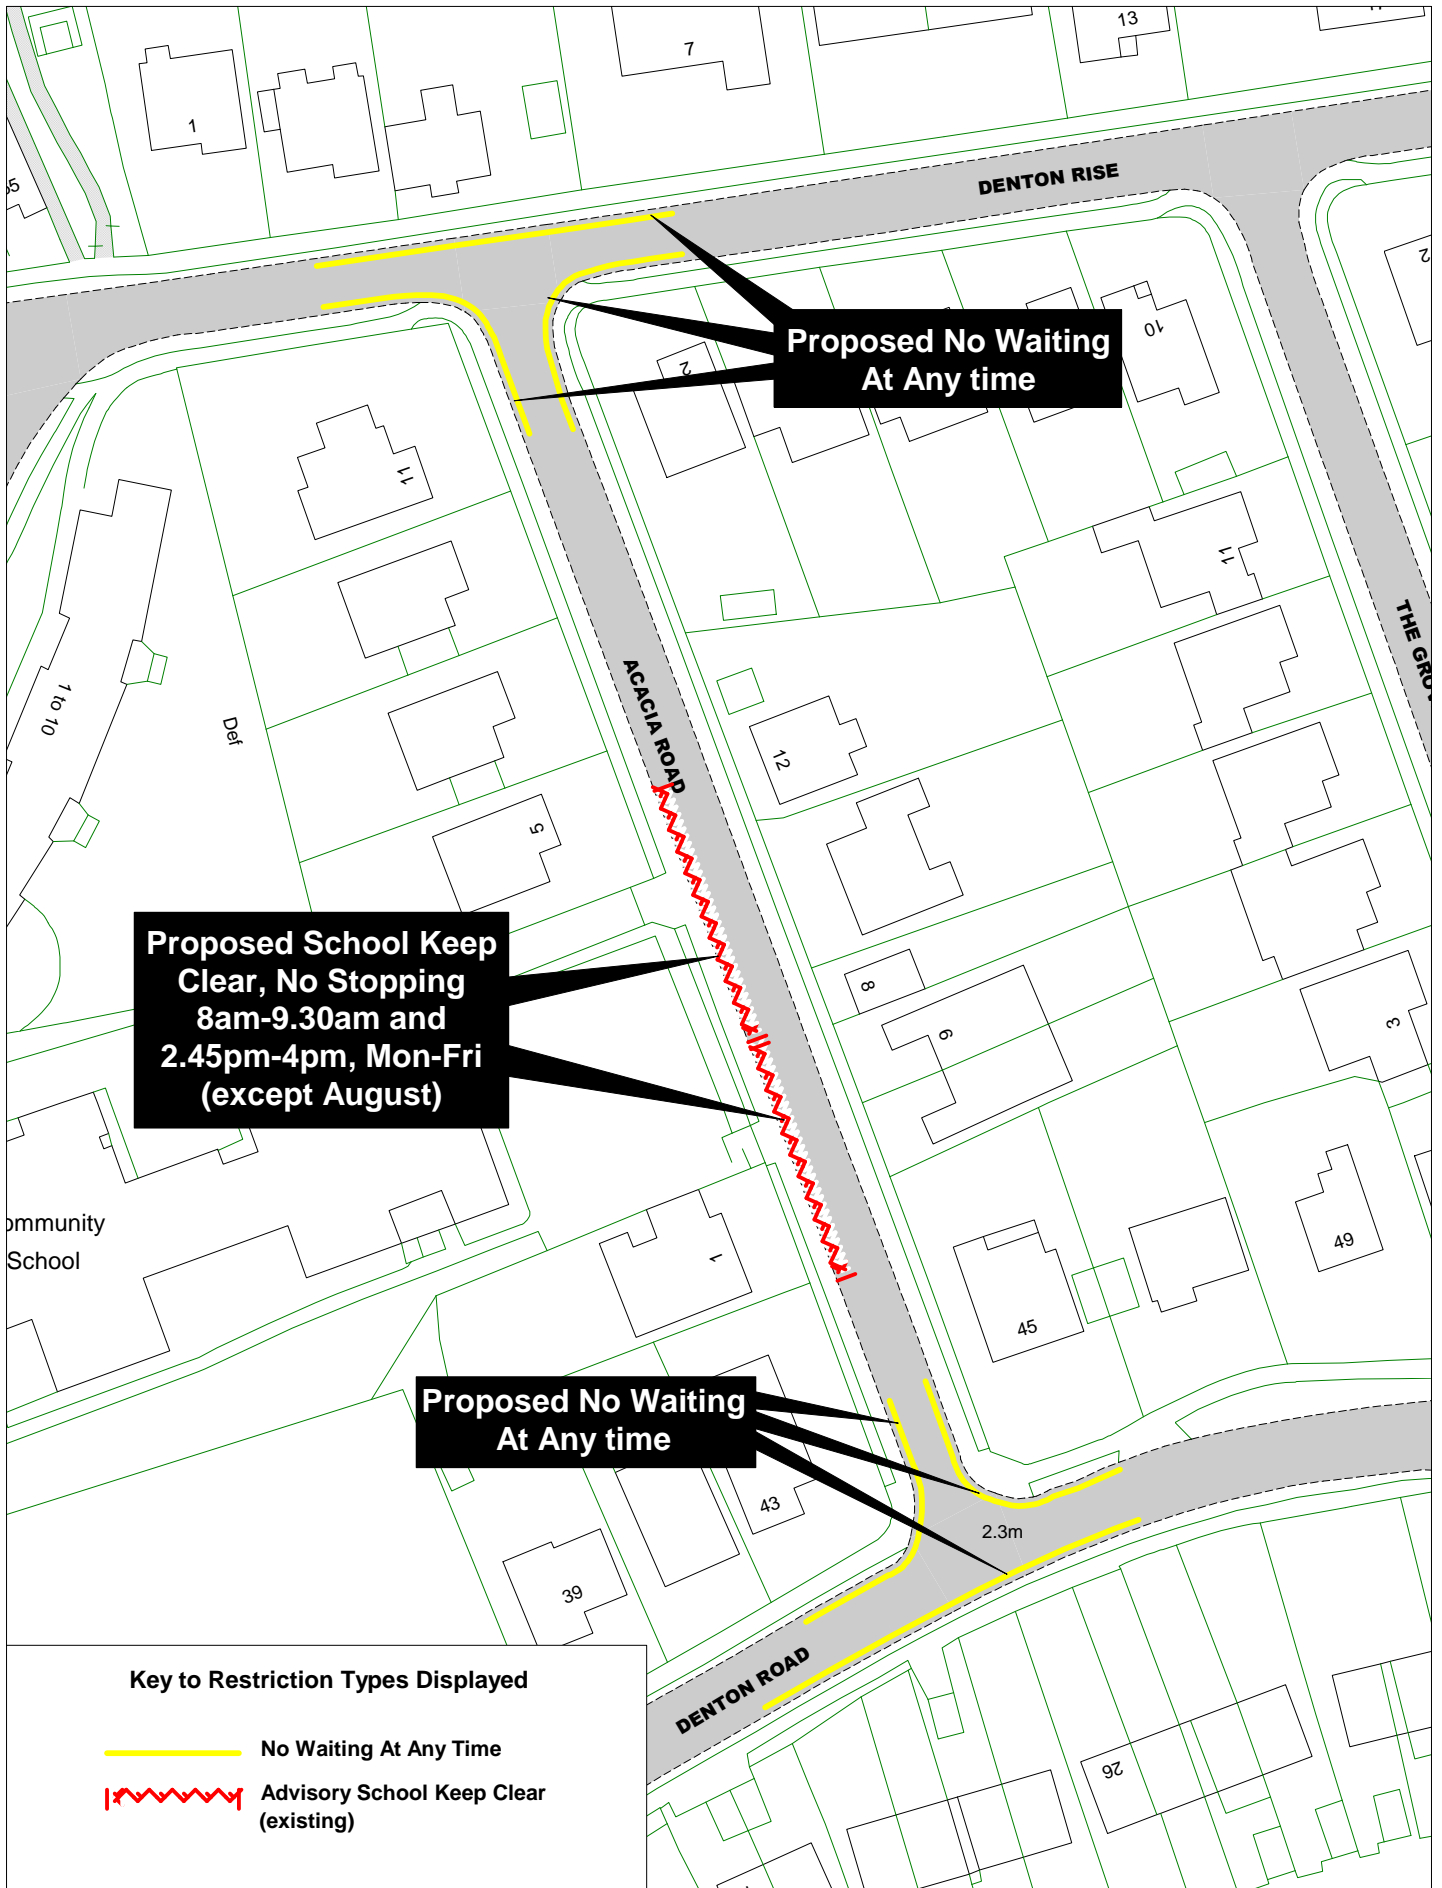 13
7
1
DENTON RISE
Proposed No Waiting
At Any time
10
2
2
11
11
THE GROV
1 to 10
Def
ACACIA ROAD
12
5
Proposed School Keep
Clear, No Stopping
8am-9.30am and
2.45pm-4pm, Mon-Fri
(except August)
8
6
3
ommunity
School
1
49
45
Proposed No Waiting
At Any time
43
2.3m
39
DENTON ROAD
26
Key to Restriction Types Displayed
No Waiting At Any Time
Advisory School Keep Clear
(existing)